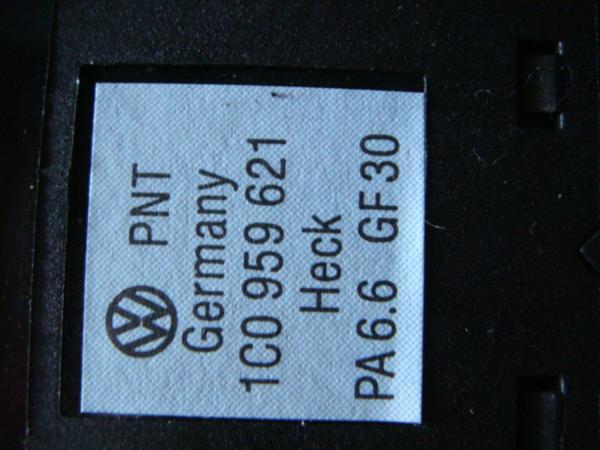 PNT
Germany
1C0 959 621
Heck
PA 6.6 GF 30